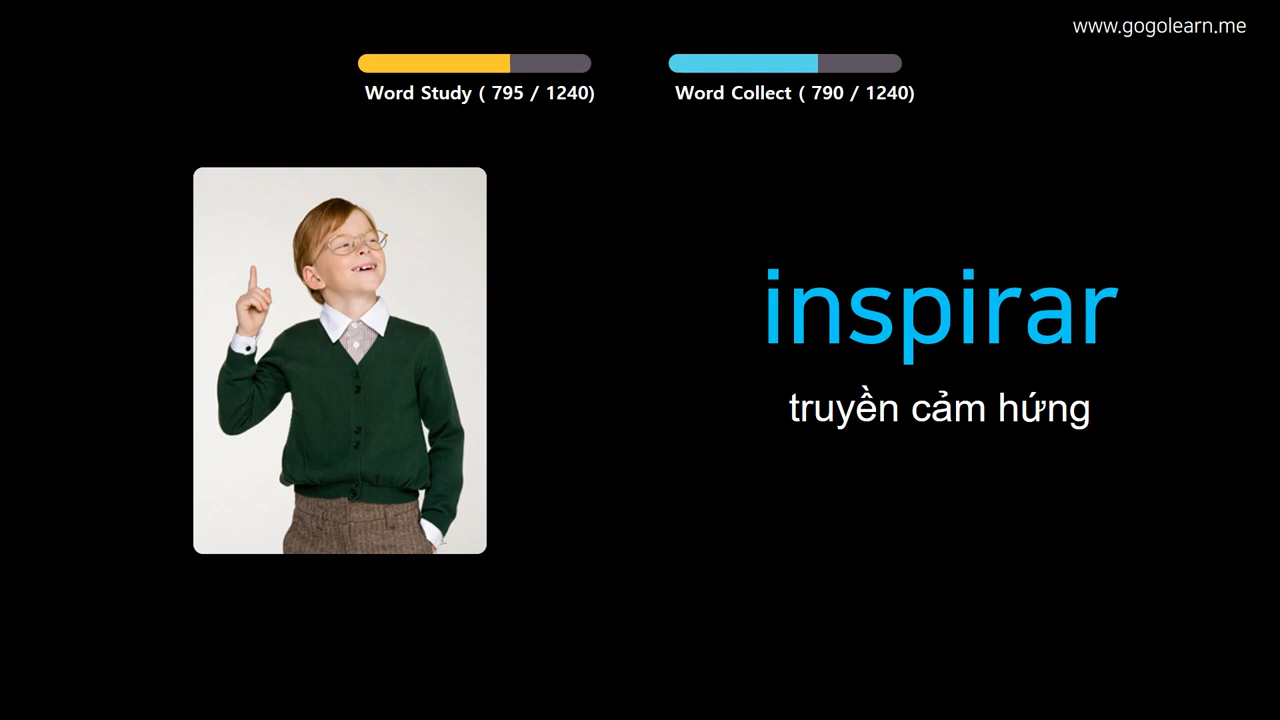 www.gogolearn.me
Word Study ( 795 / 1240)
Word Collect ( 790 / 1240)
inspirar
truyền cảm hứng